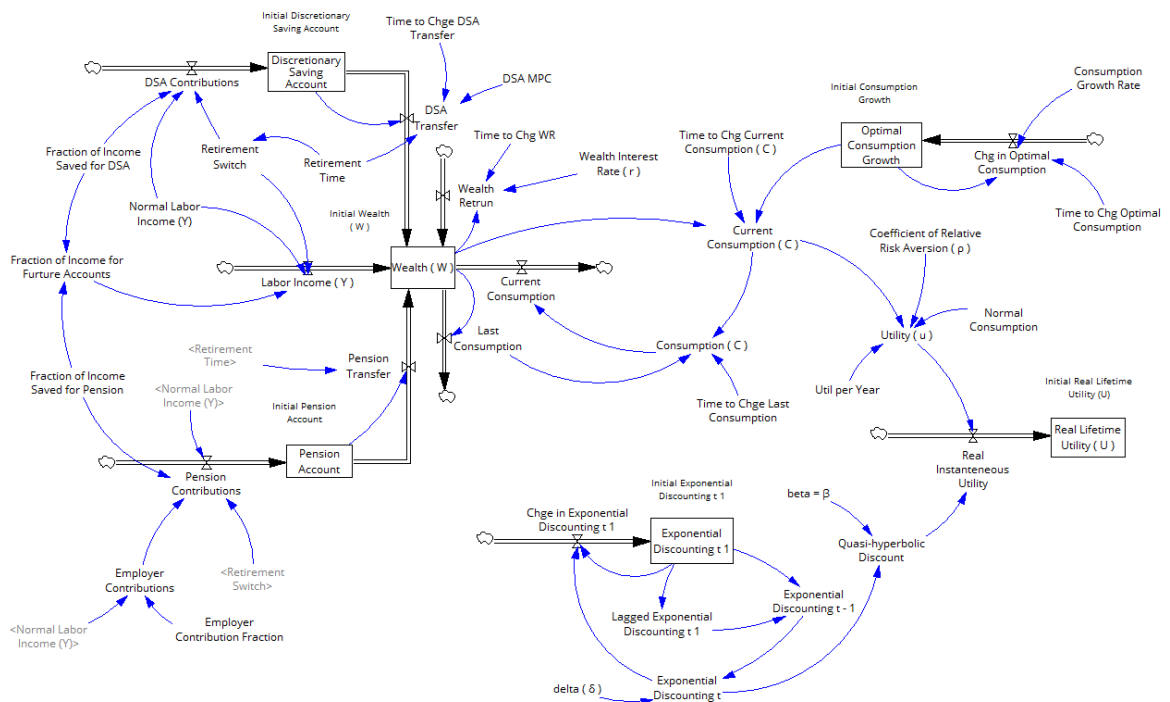 Initial Discretionary
Saving Account
Time to Chge DSA
Transfer
Discretionary
Saving
Account
DSA Contributions
DSA MPC
DSA
Transfer
Consumption
Growth Rate
Initial Consumption
Growth
Optimal
Consumption
Growth
Chg in Optimal
Consumption
Time to Chg Optimal
Consumption
Time to Chg WR
Time to Chg Current
Consumption ( C )
Wealth Interest
Rate ( r )
Wealth
Retrun
Fraction of Income
Saved for DSA
Retirement
Switch
Retirement
Time
Normal Labor
Income (Y)
Initial Wealth
( W )
Current
Consumption ( C )
Coefficient of Relative
Risk Aversion ( ρ )
Fraction of Income for
Furture Accounts
Labor Income ( Y )
Wealth ( W )
Current
Consumption
Last
Consumption
Consumption ( C )
Utility ( u )
Normal
Consumption
<Retirement
Time>
Pension
Transfer
Fraction of Income
Saved for Pension
<Normal Labor
Income (Y)>
Time to Chge Last
Consumption
Util per Year
Initial Real Lifetime
Utility (U)
Initial Pension
Account
Pension
Account
Pension
Contributions
Real
Instanteneous
Utility
Real Lifetime
Utility ( U )
Initial Exponential
Discounting t 1
beta = β
Chge in Exponential
Discounting t 1
Exponential
Discounting t 1
Quasi-hyperbolic
Discount
Employer
Contributions
<Retirement
Switch>
<Normal Labor
Income (Y)>
Employer
Contribution Fraction
Lagged Exponential
Discounting t 1
Exponential
Discounting t - 1
delta ( δ )
Exponential
Discounting t